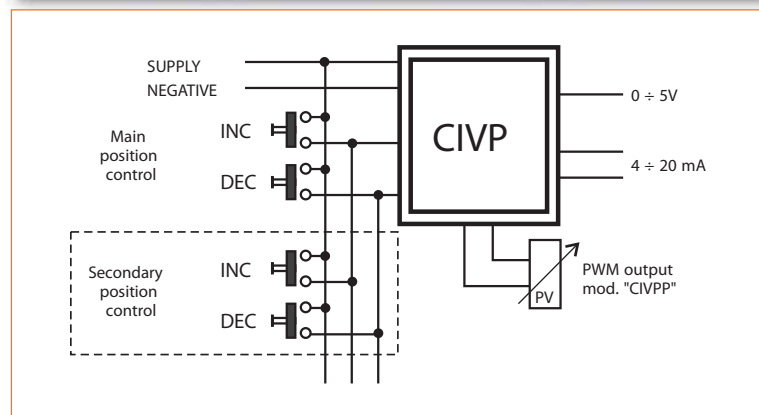 SUPPLY
NEGATIVE
INC
Main
position
control
DEC
CIVP
0 ÷ 5V
4 ÷ 20 mA
INC
Secondary
position
control
DEC
PV
PWM output
mod. "CIVPP"